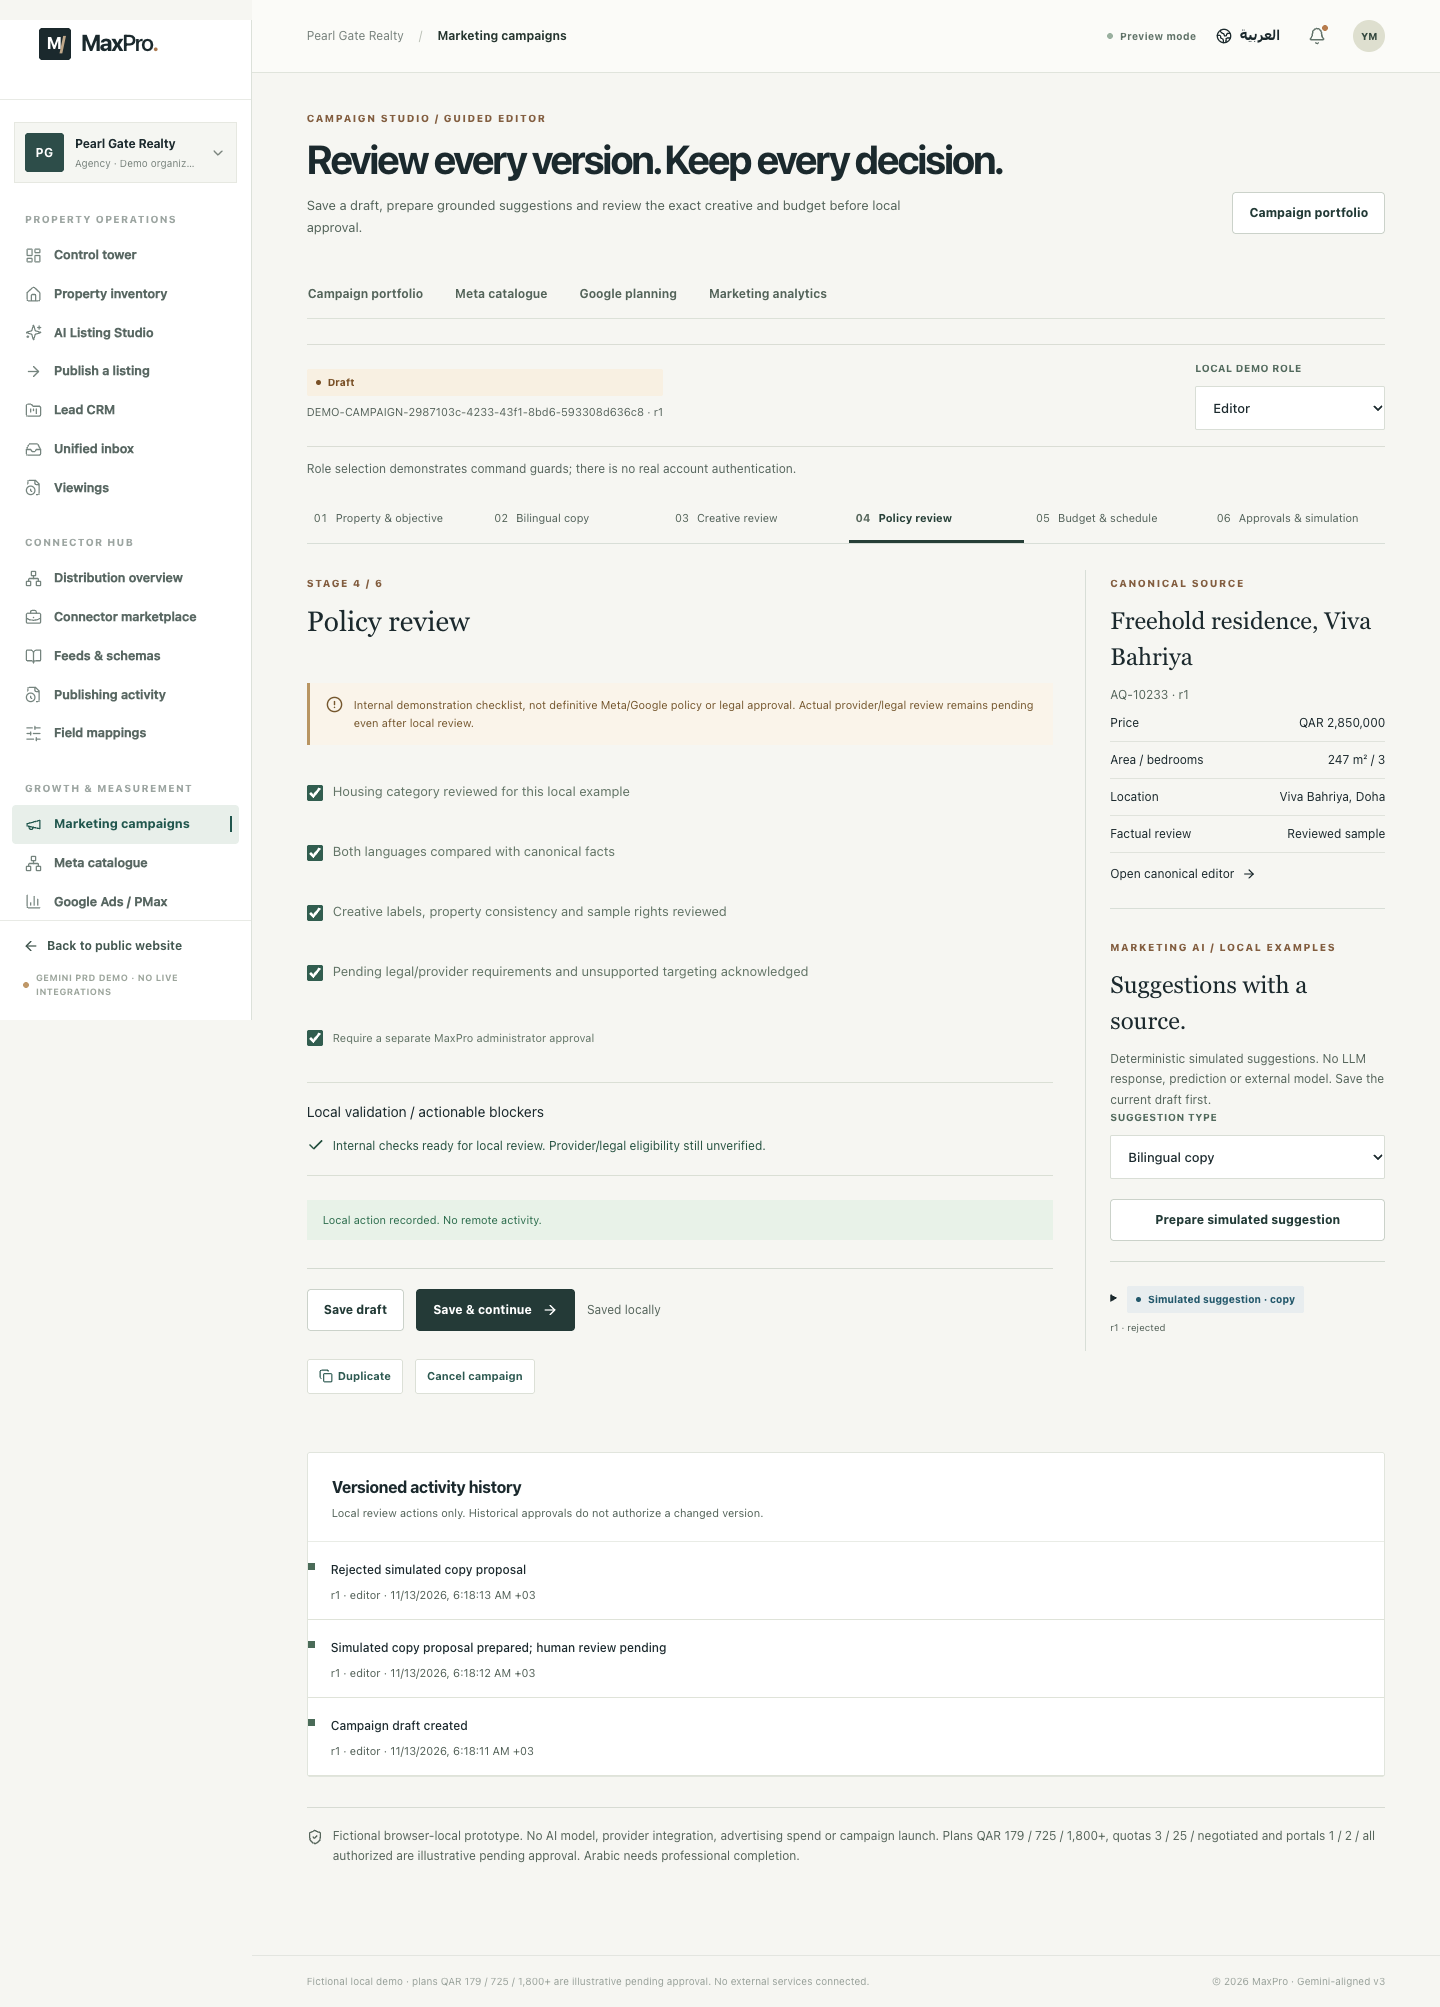 M/ MaxPro.
PG
Pearl Gate Realty
Agency · Demo organiz...
PROPERTY OPERATIONS
Control tower
Property inventory
AI Listing Studio
Publish a listing
Lead CRM
Unified inbox
Viewings
CONNECTOR HUB
Distribution overview
Connector marketplace
Feeds & schemas
Publishing activity
Field mappings
GROWTH & MEASUREMENT
Marketing campaigns
Meta catalogue
Google Ads / PMax
Back to public website
GEMINI PRD DEMO · NO LIVE
INTEGRATIONS
Pearl Gate Realty / Marketing campaigns
Preview mode
العربية
YM
CAMPAIGN STUDIO / GUIDED EDITOR
Review every version. Keep every decision.
Save a draft, prepare grounded suggestions and review the exact creative and budget before local
approval.
Campaign portfolio
Campaign portfolio Meta catalogue Google planning Marketing analytics
Draft
DEMO-CAMPAIGN-2987103c-4233-43f1-8bd6-593308d636c8 · r1
LOCAL DEMO ROLE
Editor
Role selection demonstrates command guards; there is no real account authentication.
01 Property & objective 02 Bilingual copy 03 Creative review 04 Policy review 05 Budget & schedule 06 Approvals & simulation
STAGE 4 / 6
Policy review
Internal demonstration checklist, not definitive Meta/Google policy or legal approval. Actual provider/legal review remains pending
even after local review.
Housing category reviewed for this local example
Both languages compared with canonical facts
Creative labels, property consistency and sample rights reviewed
Pending legal/provider requirements and unsupported targeting acknowledged
Require a separate MaxPro administrator approval
Local validation / actionable blockers
Internal checks ready for local review. Provider/legal eligibility still unverified.
Local action recorded. No remote activity.
Save draft
Save & continue
Saved locally
Duplicate
Cancel campaign
CANONICAL SOURCE
Freehold residence, Viva
Bahriya
AQ-10233 · r1
Price QAR 2,850,000
Area / bedrooms 247 m² / 3
Location Viva Bahriya, Doha
Factual review Reviewed sample
Open canonical editor
MARKETING AI / LOCAL EXAMPLES
Suggestions with a
source.
Deterministic simulated suggestions. No LLM
response, prediction or external model. Save the
current draft first.
SUGGESTION TYPE
Bilingual copy
Prepare simulated suggestion
Simulated suggestion · copy
r1 · rejected
Versioned activity history
Local review actions only. Historical approvals do not authorize a changed version.
Rejected simulated copy proposal
r1 · editor · 11/13/2026, 6:18:13 AM +03
Simulated copy proposal prepared; human review pending
r1 · editor · 11/13/2026, 6:18:12 AM +03
Campaign draft created
r1 · editor · 11/13/2026, 6:18:11 AM +03
Fictional browser-local prototype. No AI model, provider integration, advertising spend or campaign launch. Plans QAR 179 / 725 / 1,800+, quotas 3 / 25 / negotiated and portals 1 / 2 / all
authorized are illustrative pending approval. Arabic needs professional completion.
Fictional local demo · plans QAR 179 / 725 / 1,800+ are illustrative pending approval. No external services connected.
© 2026 MaxPro · Gemini-aligned v3